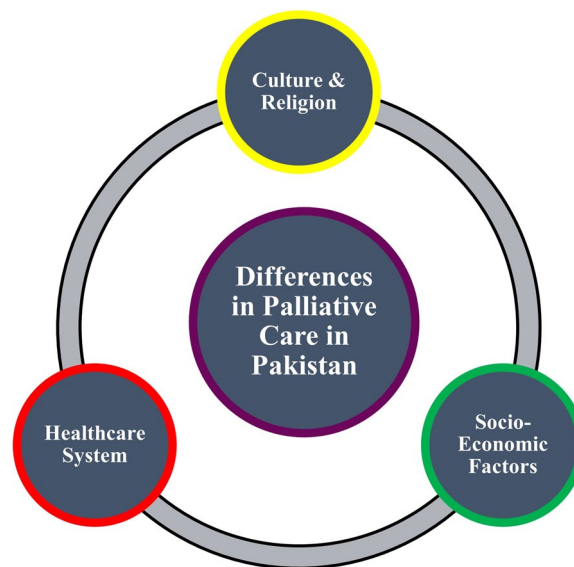 Culture &
Religion
Differences
in Palliative
Care in
Pakistan
Healthcare
System
Socio-
Economic
Factors